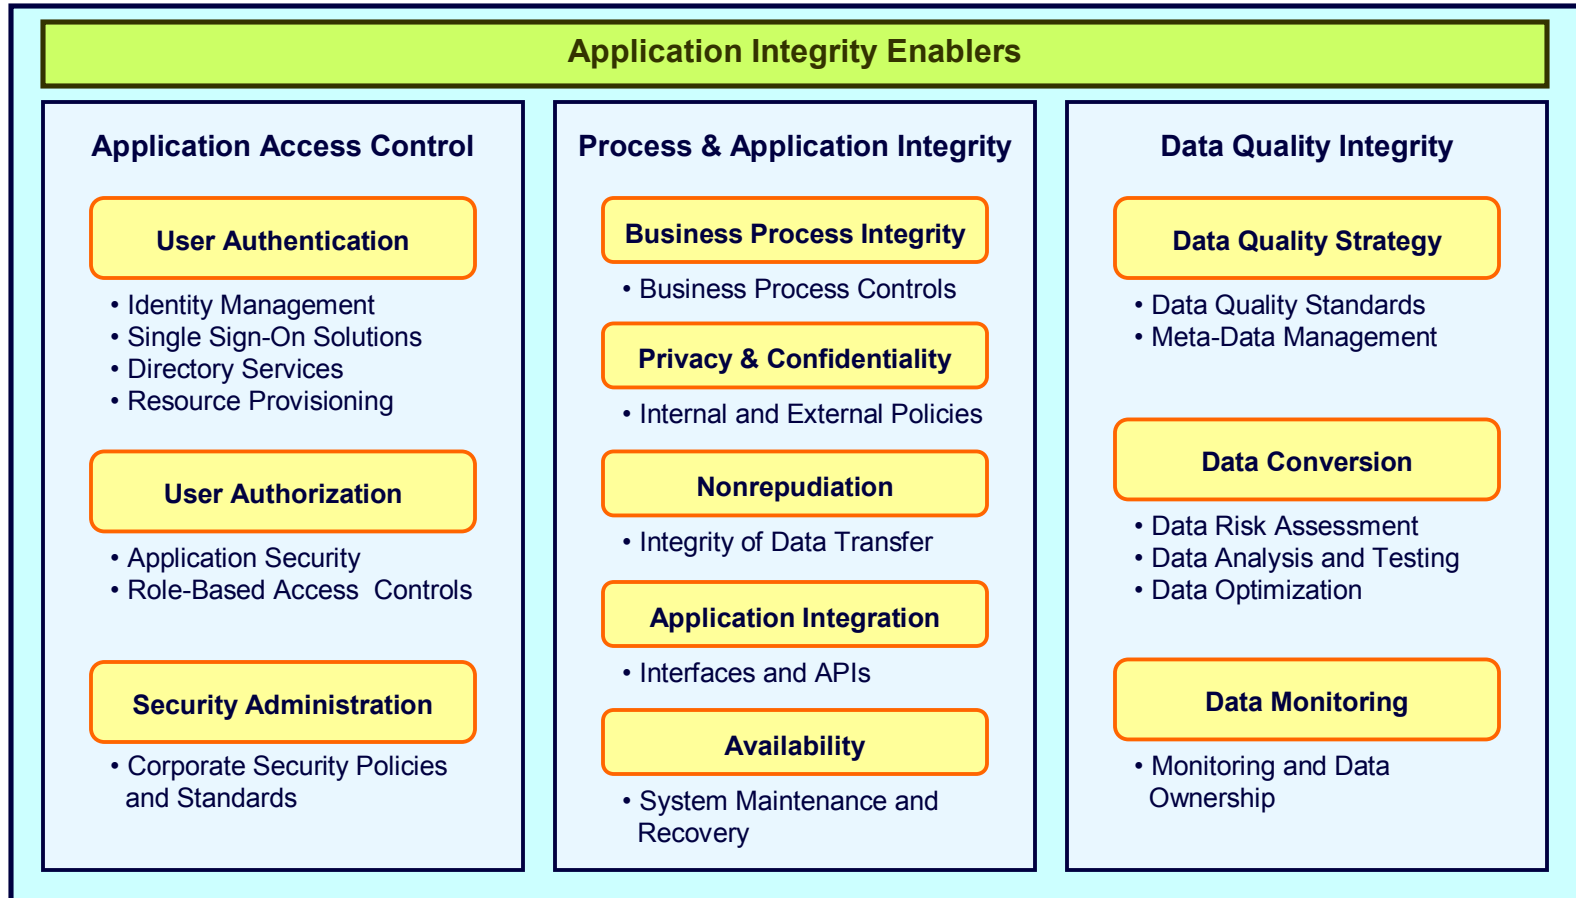 Application Integrity Enablers
Application Access Control
User Authentication
• Identity Management
• Single Sign-On Solutions
• Directory Services
• Resource Provisioning
User Authorization
• Application Security
• Role-Based Access  Controls
Security Administration
• Corporate Security Policies
and Standards
Process & Application Integrity
Business Process Integrity
• Business Process Controls
Privacy & Confidentiality
• Internal and External Policies
Nonrepudiation
• Integrity of Data Transfer
Application Integration
• Interfaces and APIs
Availability
• System Maintenance and
Recovery
Data Quality Integrity
Data Quality Strategy
• Data Quality Standards
• Meta-Data Management
Data Conversion
• Data Risk Assessment
• Data Analysis and Testing
• Data Optimization
Data Monitoring
• Monitoring and Data
Ownership